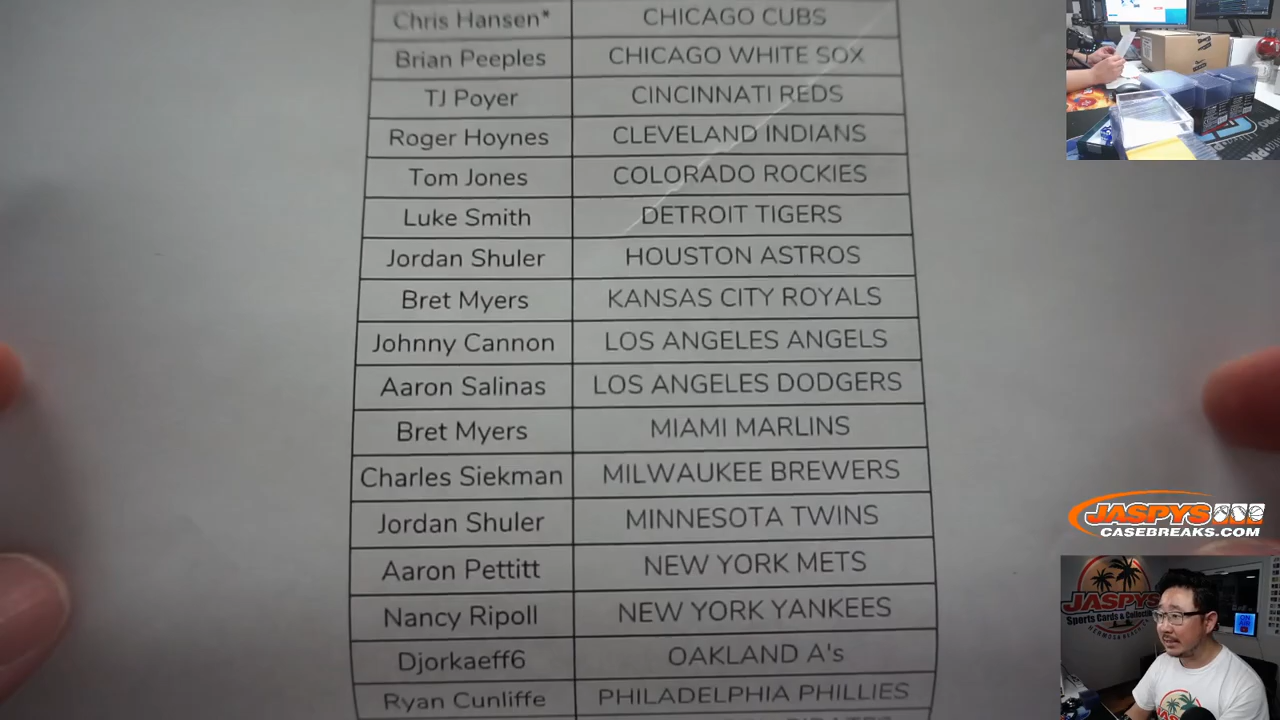 Chris Hansen* CHICAGO CUBS
Brian Peeples CHICAGO WHITE SOX
TJ Poyer CINCINNATI REDS
Roger Hoynes CLEVELAND INDIANS
Tom Jones COLORADO ROCKIES
Luke Smith DETROIT TIGERS
Jordan Shuler HOUSTON ASTROS
Bret Myers KANSAS CITY ROYALS
Johnny Cannon LOS ANGELES ANGELS
Aaron Salinas LOS ANGELES DODGERS
Bret Myers MIAMI MARLINS
Charles Siekman MILWAUKEE BREWERS
Jordan Shuler MINNESOTA TWINS
Aaron Pettitt NEW YORK METS
Nancy Ripoll NEW YORK YANKEES
Djorkaeff6 OAKLAND A's
Ryan Cunliffe PHILADELPHIA PHILLIES
JASPYS
CASEBREAKS.COM
JASPYS
Sports Cards & Collectibles